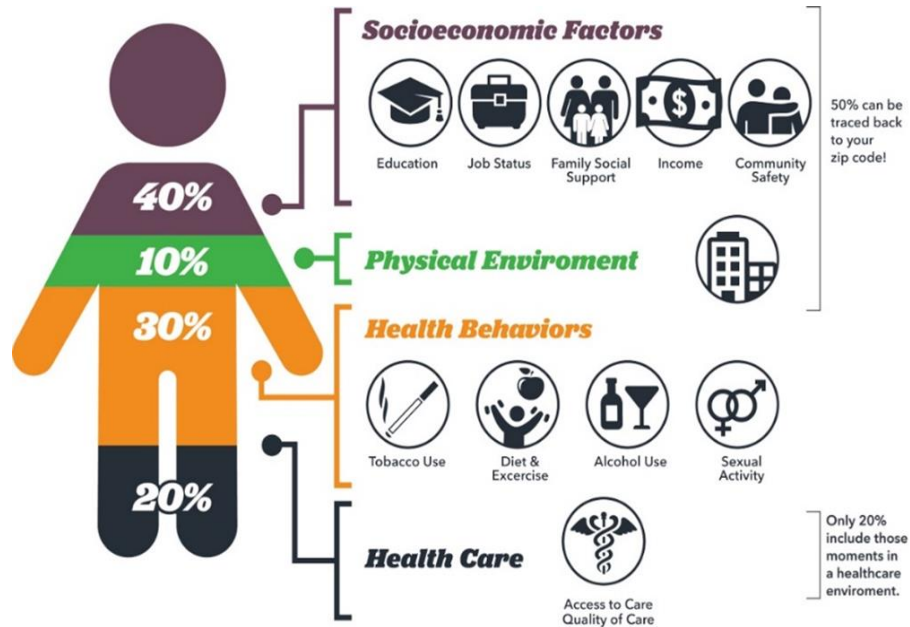 Socioeconomic Factors
Education
Job Status
Family Social
Support
Income
Community
Safety
50% can be
traced back
to your
zip code!
40%
10%
Physical Enviroment
30%
Health Behaviors
Tobacco Use
Diet &
Excercise
Alcohol Use
Sexual
Activity
20%
Health Care
Access to Care
Quality of Care
Only 20%
include those
moments in
a healthcare
enviroment.